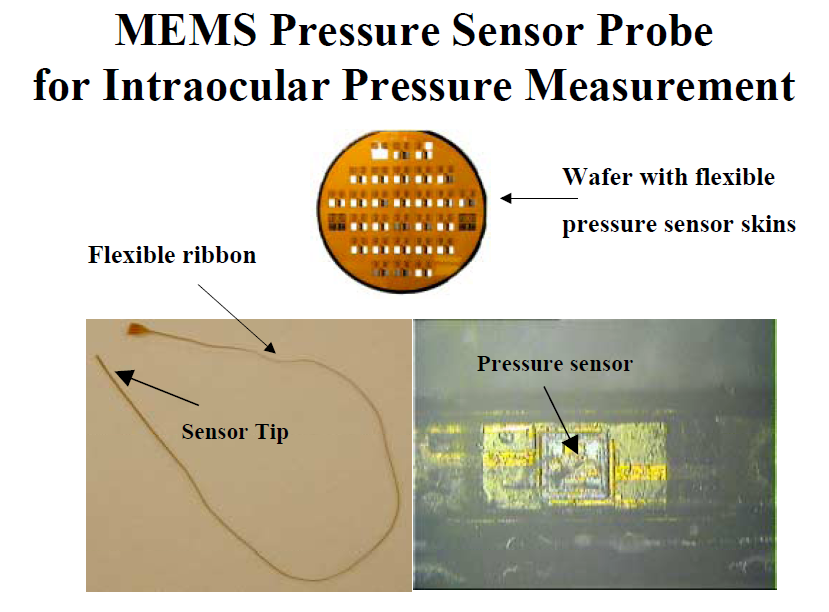 MEMS Pressure Sensor Probe
for Intraocular Pressure Measurement
Wafer with flexible
pressure sensor skins
Flexible ribbon
Sensor Tip
Pressure sensor